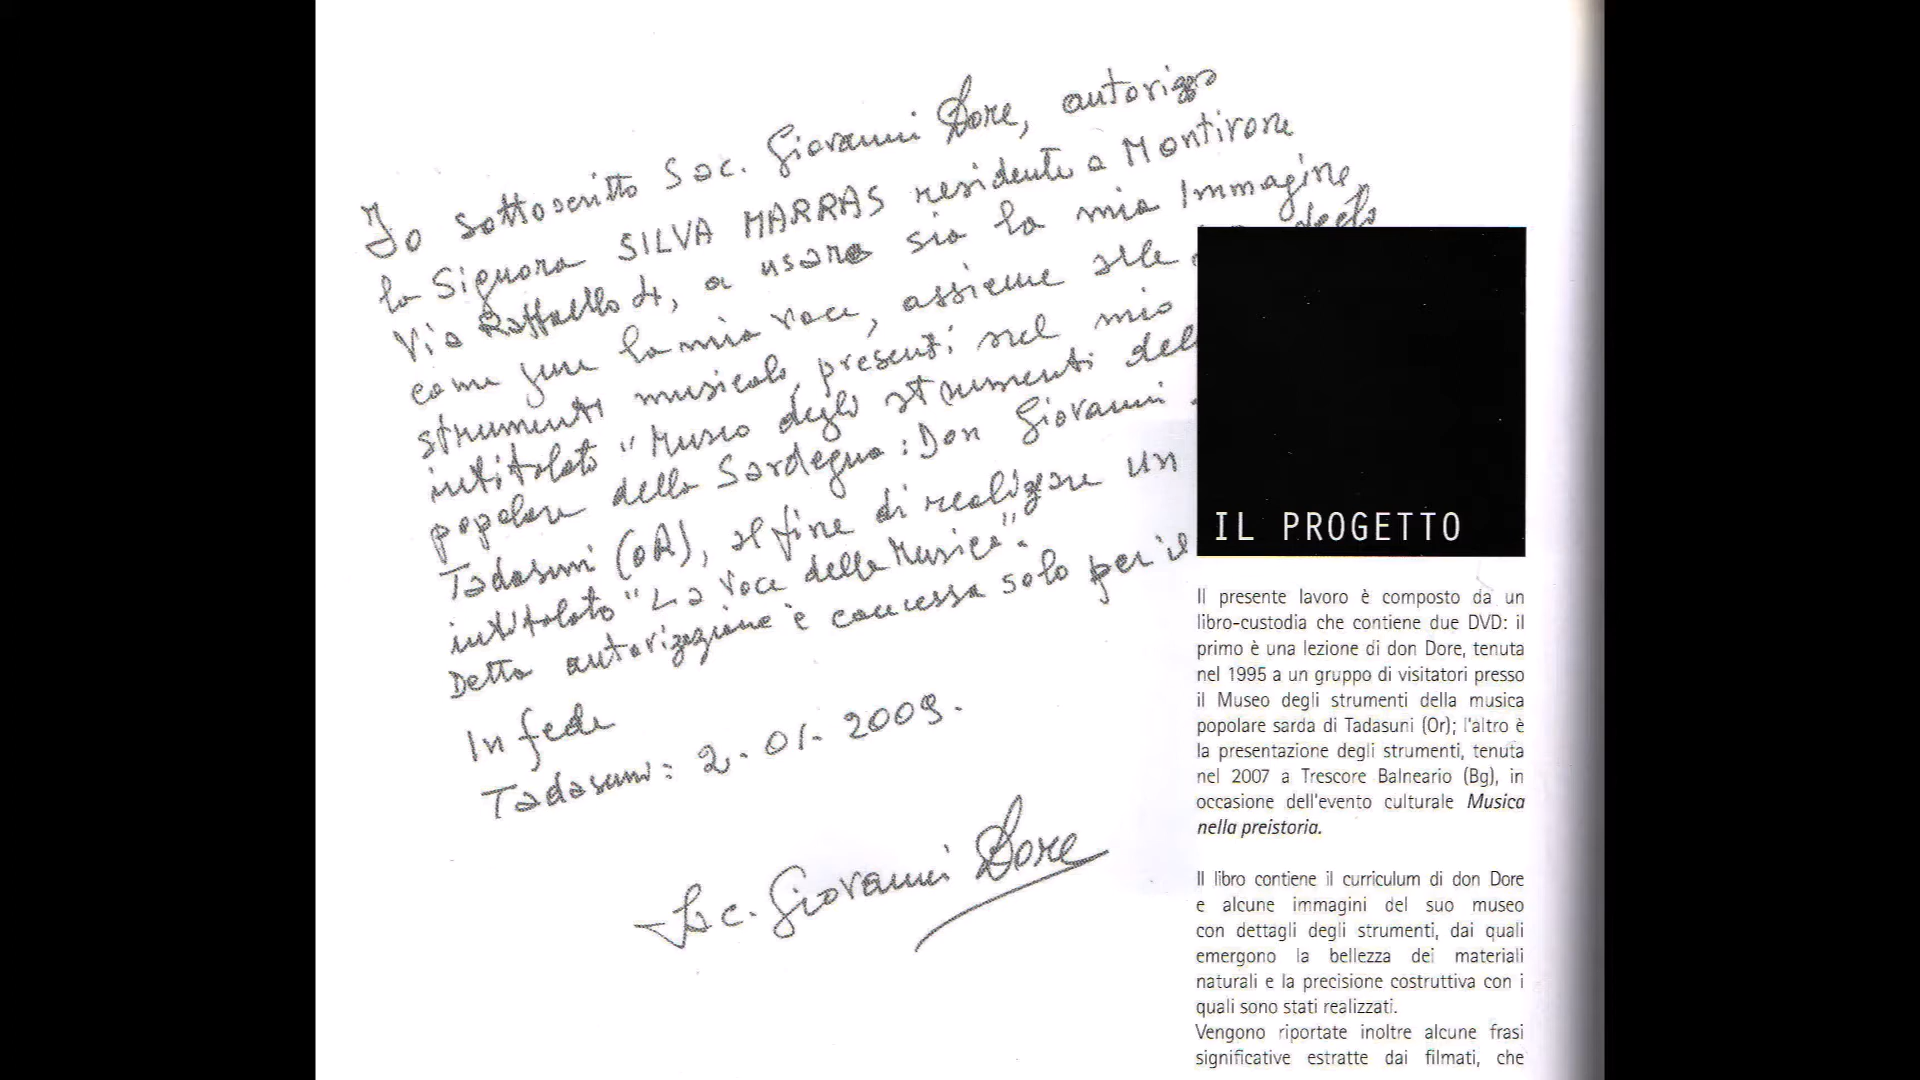 Io sottoscritto Sac. Giovanni Dore, autorizzo
la Signora SILVA MARRAS residente a Montirone
Via Raffaello 4, a usare sia la mia Immagine,
come pure la mia voce, assieme alle degli
strumenti musicali presenti nel mio
intitolato "Museo degli strumenti della
popolare della Sardegna: Don Giovanni
Tadasuni (OR), al fine di realizzare un
intitolato "La Voce della Musica".
Detta autorizzazione è concessa solo per il
In fede
Tadasuni: 2.01.2009.
Sac. Giovanni Dore
IL PROGETTO
Il presente lavoro è composto da un
libro-custodia che contiene due DVD: il
primo è una lezione di don Dore, tenuta
nel 1995 a un gruppo di visitatori presso
il Museo degli strumenti della musica
popolare sarda di Tadasuni (Or); l'altro è
la presentazione degli strumenti, tenuta
nel 2007 a Trescore Balneario (Bg), in
occasione dell'evento culturale Musica
nella preistoria.
Il libro contiene il curriculum di don Dore
e alcune immagini del suo museo
con dettagli degli strumenti, dai quali
emergono la bellezza dei materiali
naturali e la precisione costruttiva con i
quali sono stati realizzati.
Vengono riportate inoltre alcune frasi
significative estratte dai filmati, che